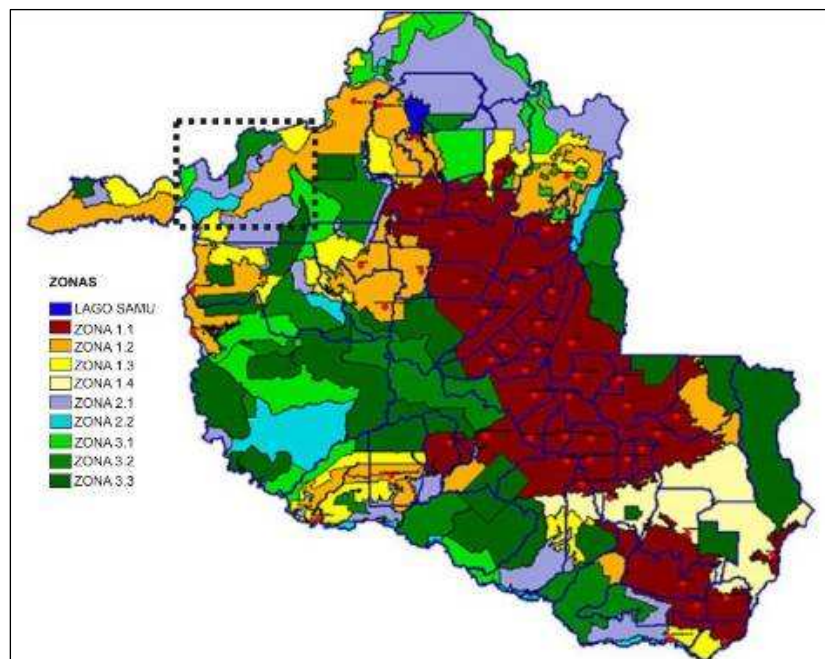 ZONAS
LAGO SAMU
ZONA 1.1
ZONA 1.2
ZONA 1.3
ZONA 1.4
ZONA 2.1
ZONA 2.2
ZONA 3.1
ZONA 3.2
ZONA 3.3